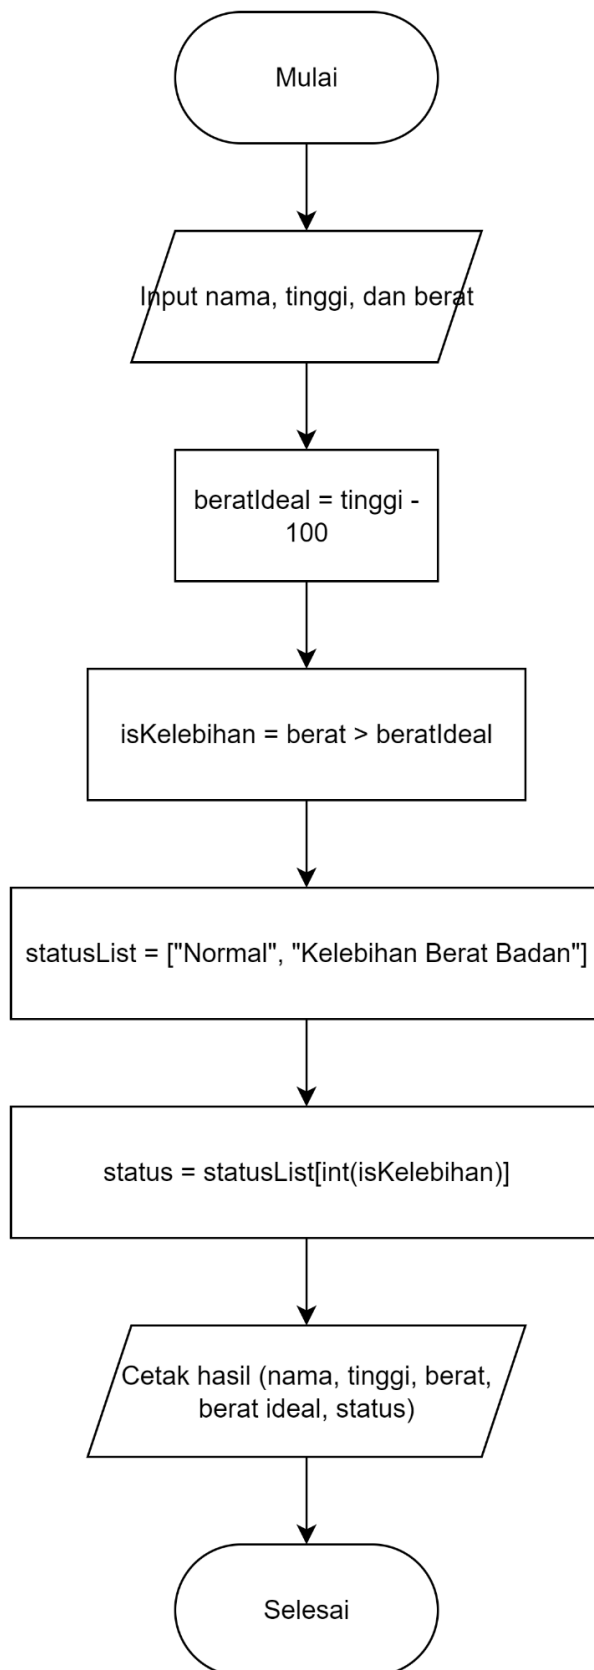 Mulai
Input nama, tinggi, dan berat
beratIdeal = tinggi -
100
isKelebihan = berat > beratIdeal
statusList = ["Normal", "Kelebihan Berat Badan"]
status = statusList[int(isKelebihan)]
Cetak hasil (nama, tinggi, berat,
berat ideal, status)
Selesai